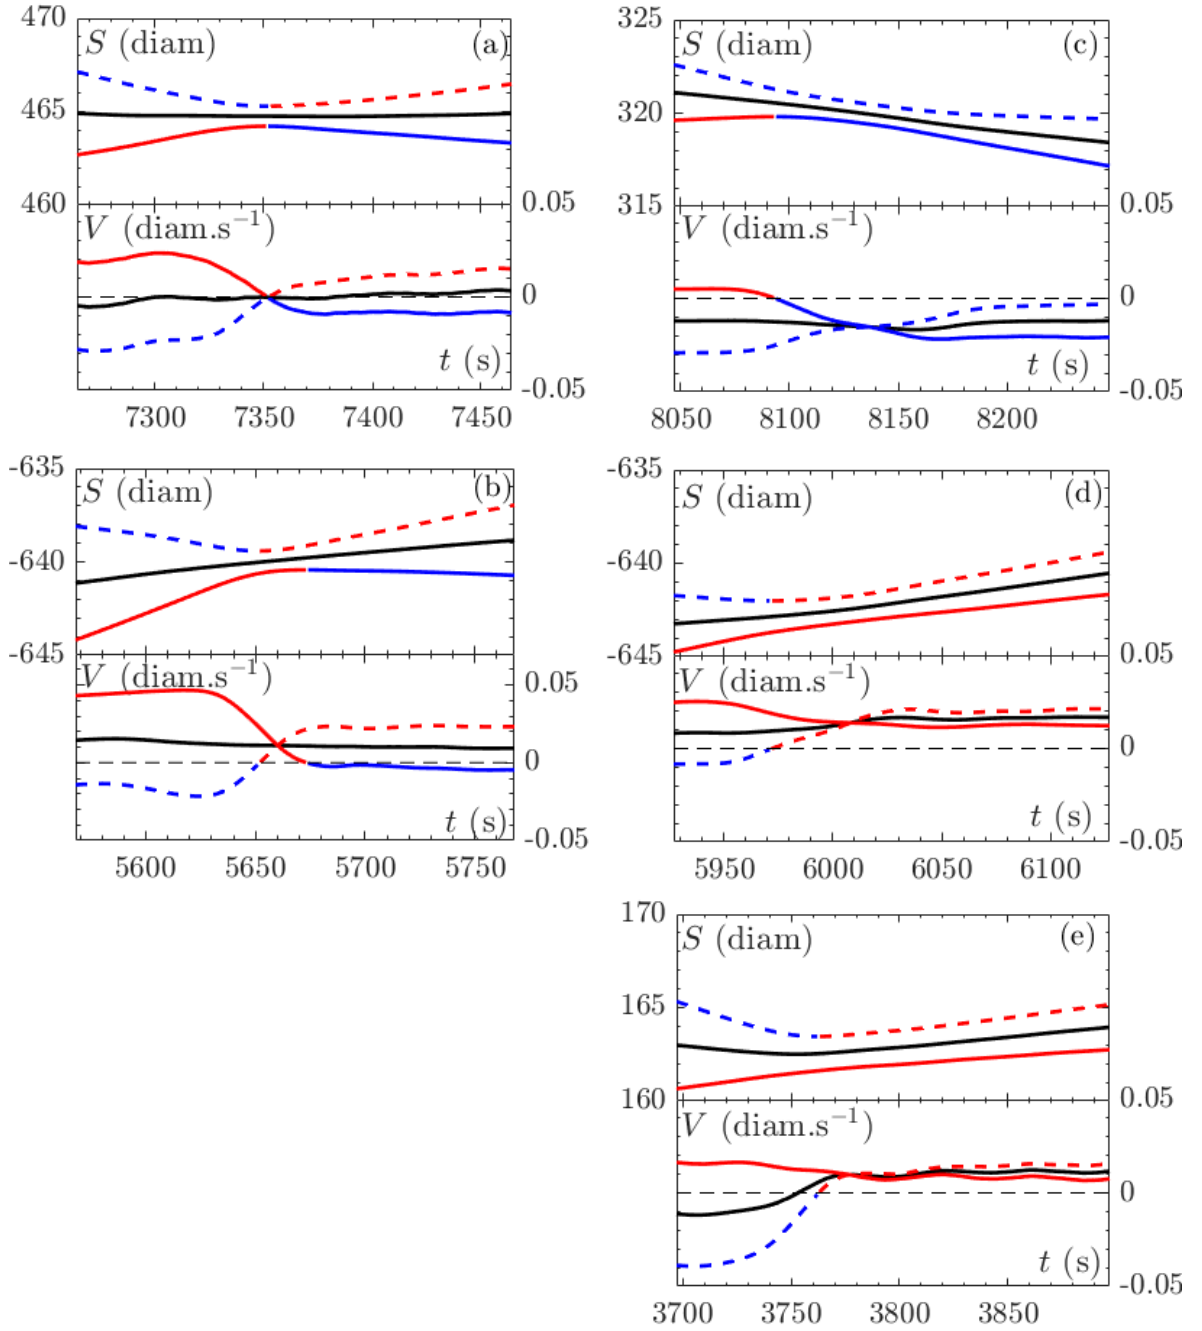 470
S (diam)
(a)
465
460
0.05
V (diam.s⁻¹)
0
t (s)
-0.05
7300 7350 7400 7450
325
S (diam)
(c)
320
315
0.05
V (diam.s⁻¹)
0
t (s)
-0.05
8050 8100 8150 8200
-635
S (diam)
(b)
-640
-645
V (diam.s⁻¹)
0.05
0
t (s)
-0.05
5600 5650 5700 5750
-635
S (diam)
(d)
-640
-645
0.05
V (diam.s⁻¹)
0
t (s)
-0.05
5950 6000 6050 6100
170
S (diam)
(e)
165
160
0.05
V (diam.s⁻¹)
0
t (s)
-0.05
3700 3750 3800 3850